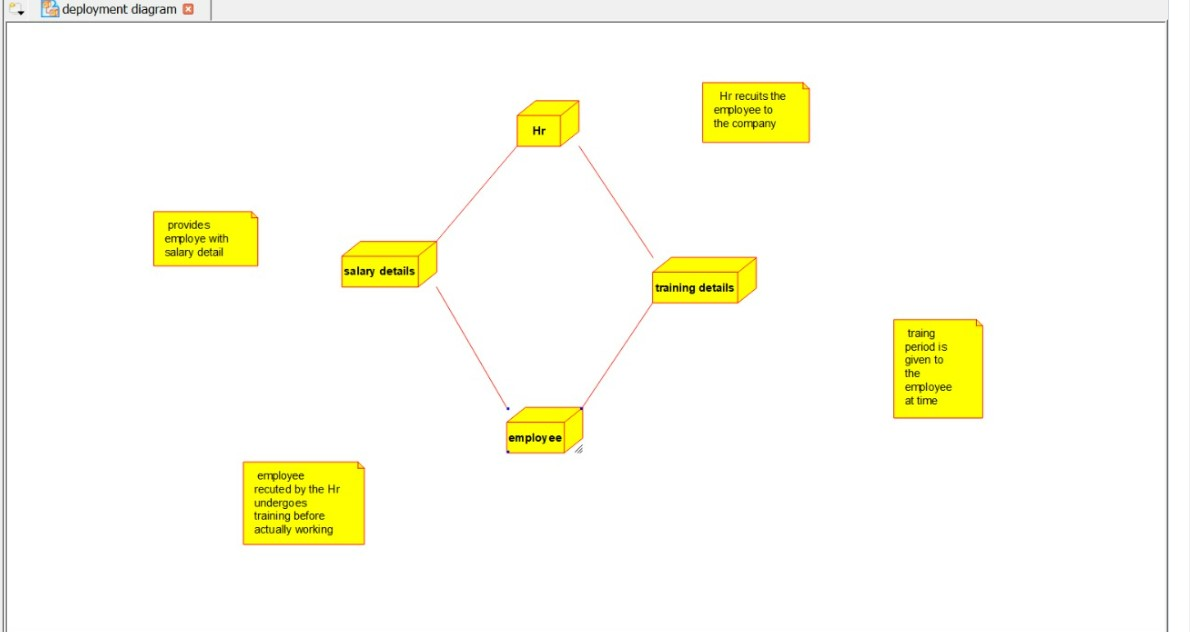 deployment diagram
Hr recuits the
employee to
the company
Hr
provides
employe with
salary detail
salary details
training details
traing
period is
given to
the
employee
at time
employee
employee
recuted by the Hr
undergoes
training before
actually working